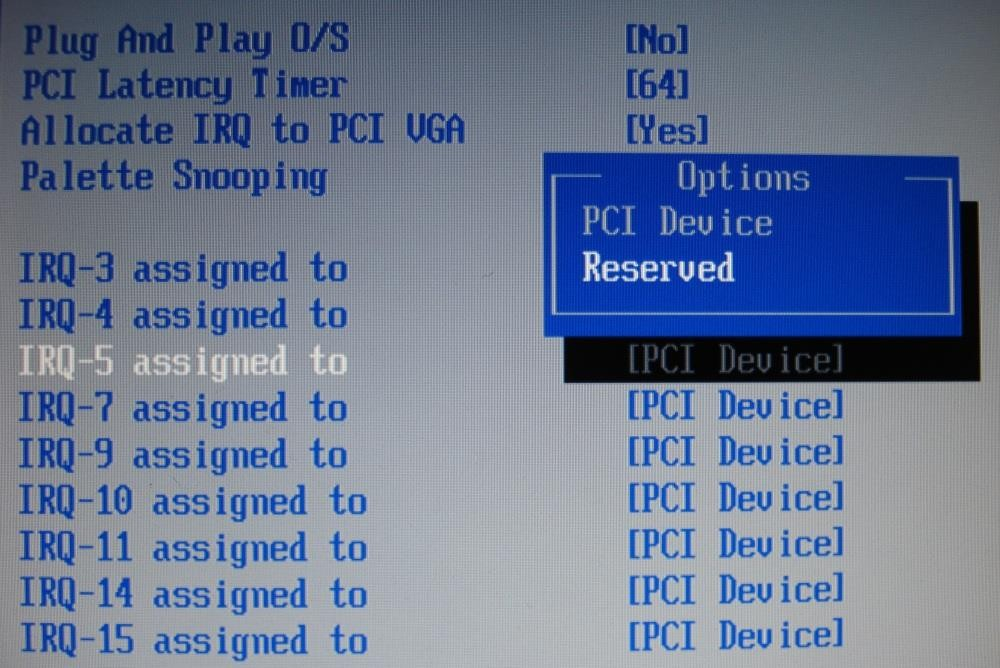 Plug And Play O/S [No]
PCI Latency Timer [64]
Allocate IRQ to PCI VGA [Yes]
Palette Snooping
Options
PCI Device
Reserved
IRQ-3 assigned to
IRQ-4 assigned to
IRQ-5 assigned to [PCI Device]
IRQ-7 assigned to [PCI Device]
IRQ-9 assigned to [PCI Device]
IRQ-10 assigned to [PCI Device]
IRQ-11 assigned to [PCI Device]
IRQ-14 assigned to [PCI Device]
IRQ-15 assigned to [PCI Device]